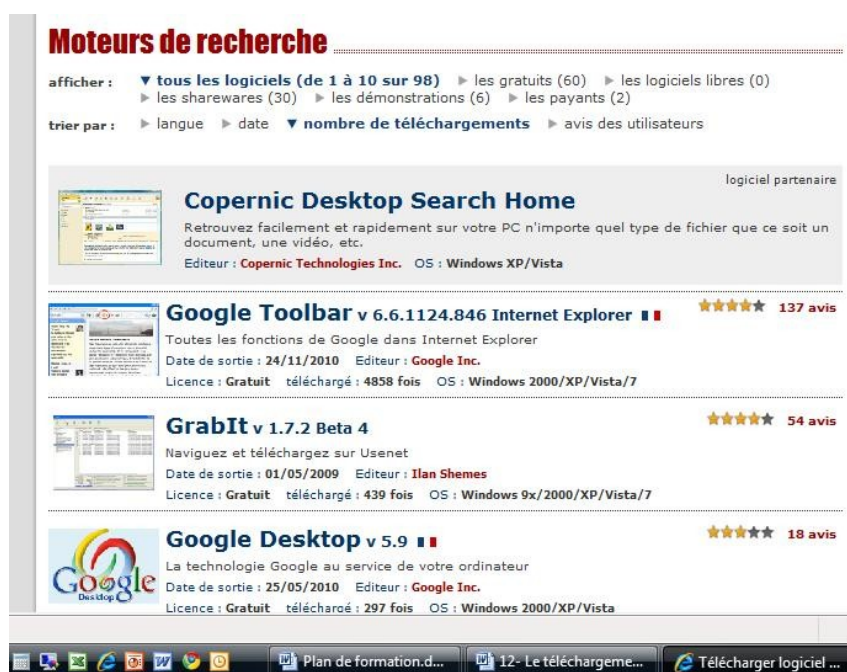 Moteurs de recherche
afficher : ▼ tous les logiciels (de 1 à 10 sur 98) ▶ les gratuits (60) ▶ les logiciels libres (0)
▶ les sharewares (30) ▶ les démonstrations (6) ▶ les payants (2)
trier par : ▶ langue ▶ date ▼ nombre de téléchargements ▶ avis des utilisateurs
logiciel partenaire
Copernic Desktop Search Home
Retrouvez facilement et rapidement sur votre PC n'importe quel type de fichier que ce soit un
document, une vidéo, etc.
Editeur : Copernic Technologies Inc. OS : Windows XP/Vista
Google Toolbar v 6.6.1124.846 Internet Explorer 137 avis
Toutes les fonctions de Google dans Internet Explorer
Date de sortie : 24/11/2010 Editeur : Google Inc.
Licence : Gratuit téléchargé : 4858 fois OS : Windows 2000/XP/Vista/7
GrabIt v 1.7.2 Beta 4 54 avis
Naviguez et téléchargez sur Usenet
Date de sortie : 01/05/2009 Editeur : Ilan Shemes
Licence : Gratuit téléchargé : 439 fois OS : Windows 9x/2000/XP/Vista/7
Google Desktop v 5.9 18 avis
La technologie Google au service de votre ordinateur
Date de sortie : 25/05/2010 Editeur : Google Inc.
Licence : Gratuit téléchargé : 297 fois OS : Windows 2000/XP/Vista
Google
Desktop
Plan de formation.d... 12- Le téléchargeme... Télécharger logiciel ...